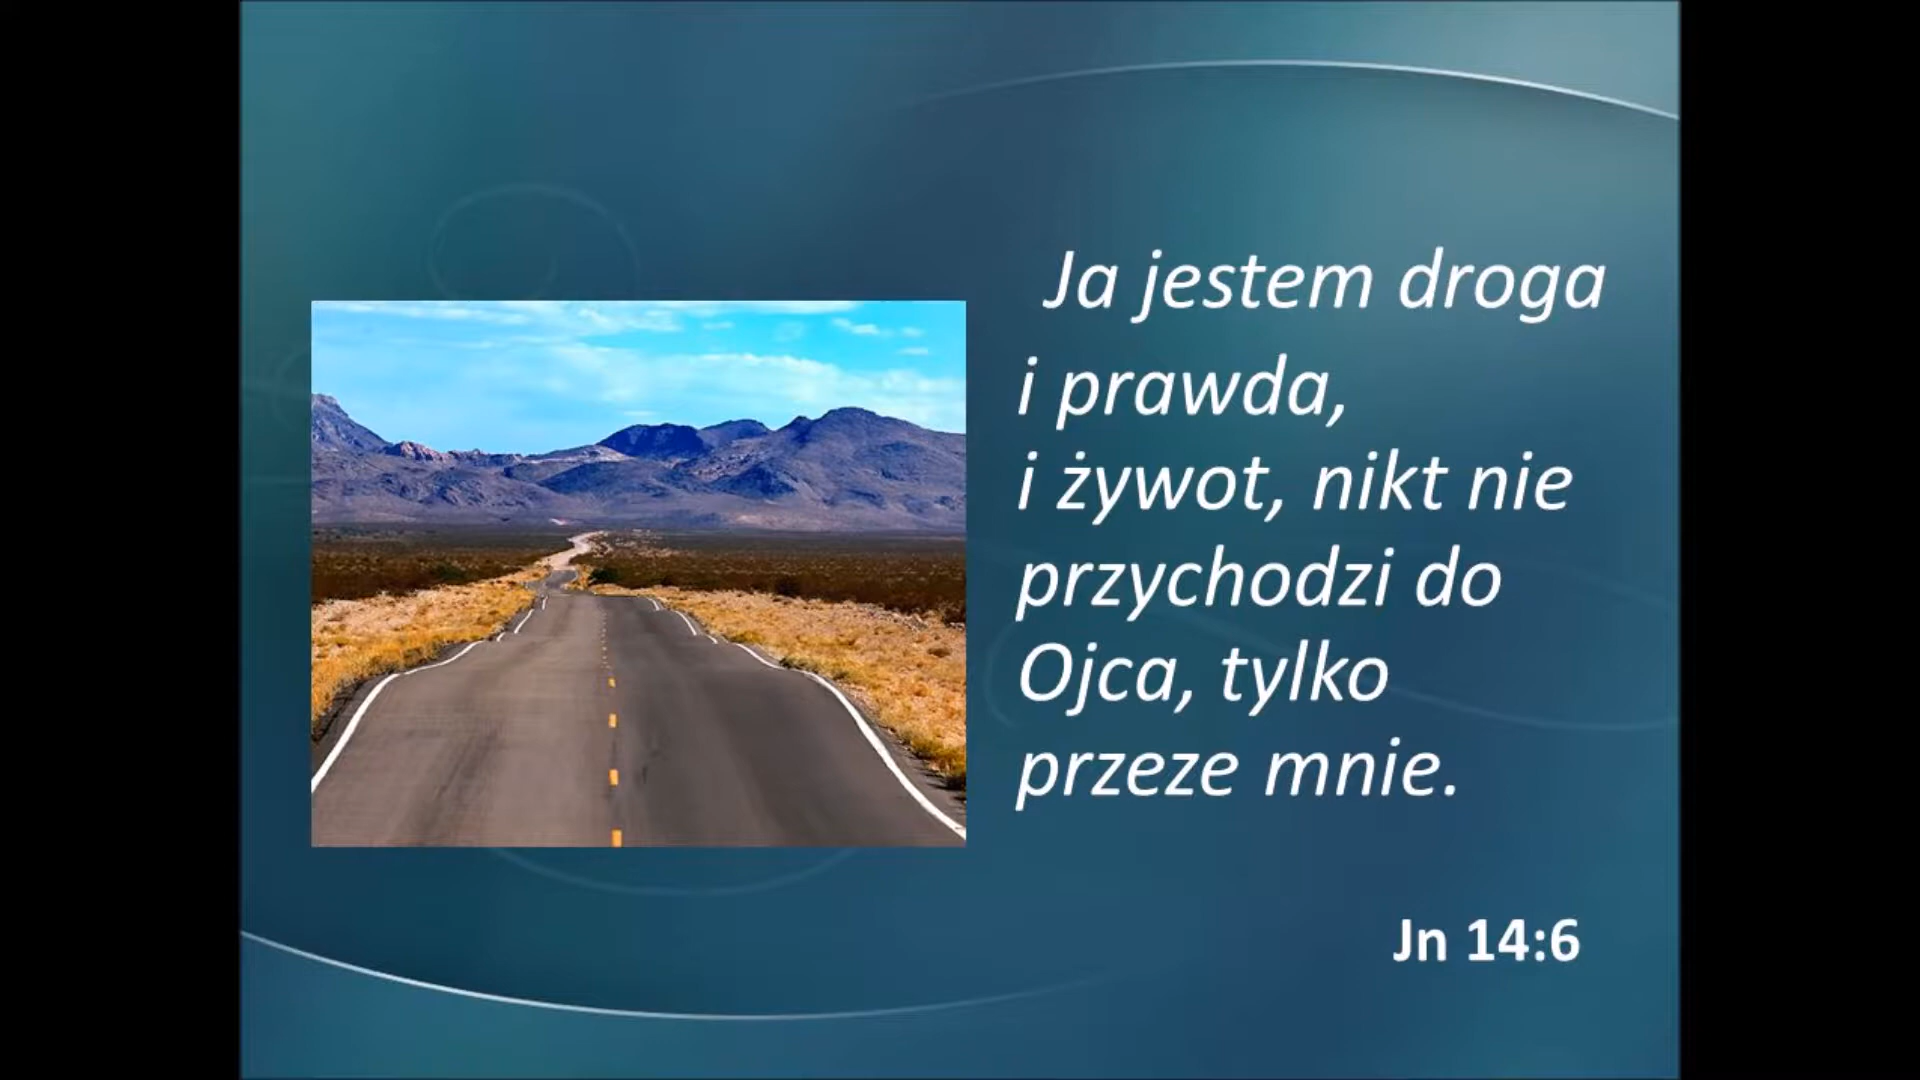 Ja jestem droga
i prawda,
i żywot, nikt nie
przychodzi do
Ojca, tylko
przeze mnie.
Jn 14:6